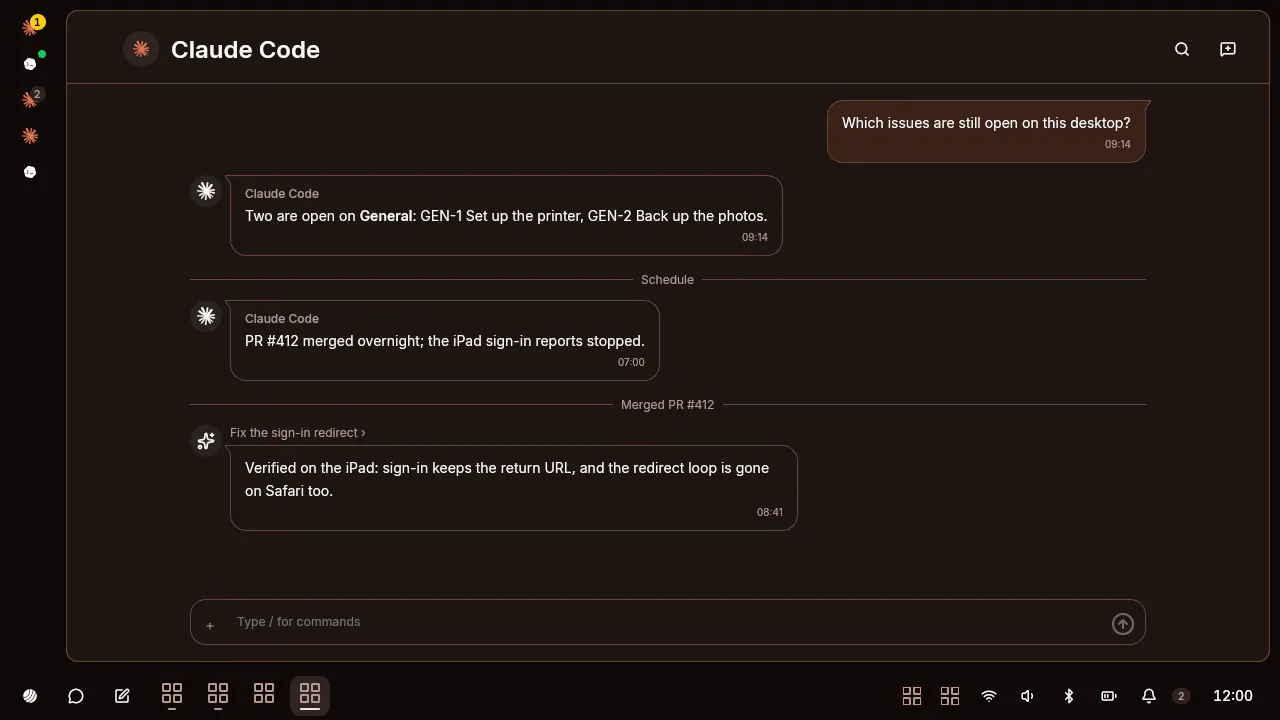 1
2
Claude Code
Which issues are still open on this desktop?
09:14
Claude Code
Two are open on General: GEN-1 Set up the printer, GEN-2 Back up the photos.
09:14
Schedule
Claude Code
PR #412 merged overnight; the iPad sign-in reports stopped.
07:00
Merged PR #412
Fix the sign-in redirect ›
Verified on the iPad: sign-in keeps the return URL, and the redirect loop is gone
on Safari too.
08:41
Type / for commands
2
12:00